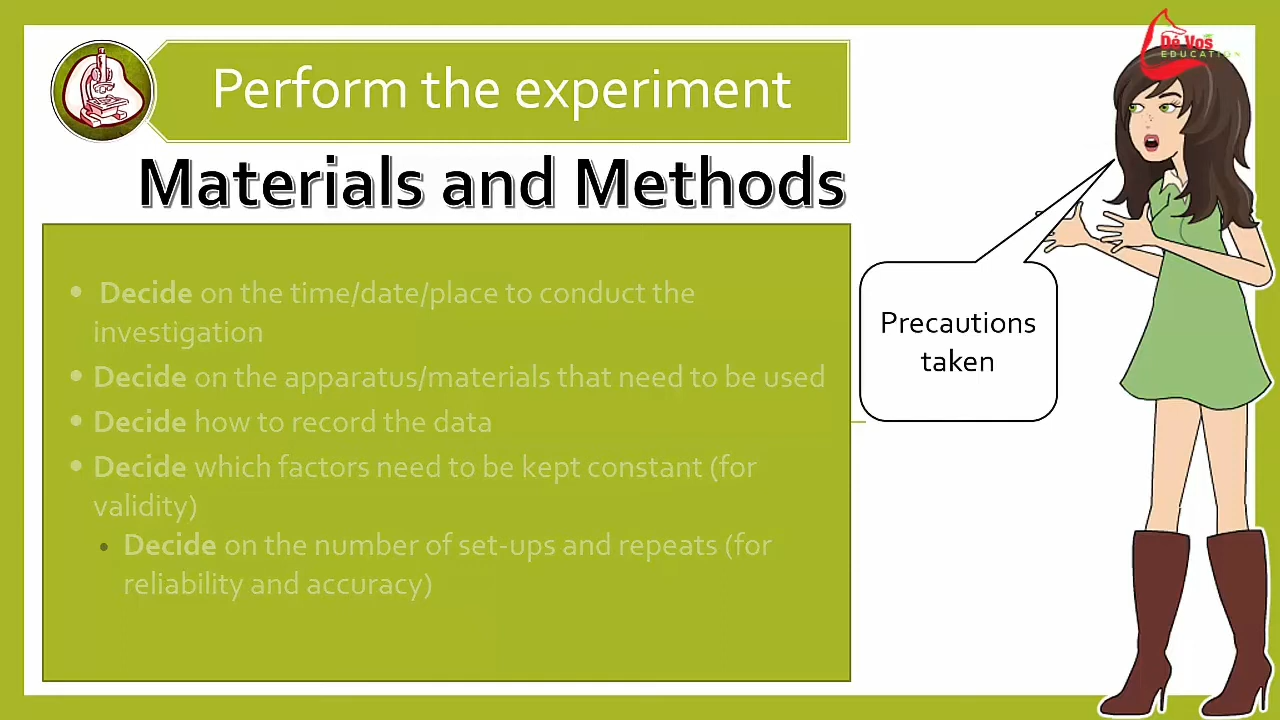 Dé Vos
EDUCATION
Perform the experiment
Materials and Methods
• Decide on the time/date/place to conduct the
investigation
• Decide on the apparatus/materials that need to be used
• Decide how to record the data
• Decide which factors need to be kept constant (for
validity)
• Decide on the number of set-ups and repeats (for
reliability and accuracy)
Precautions
taken